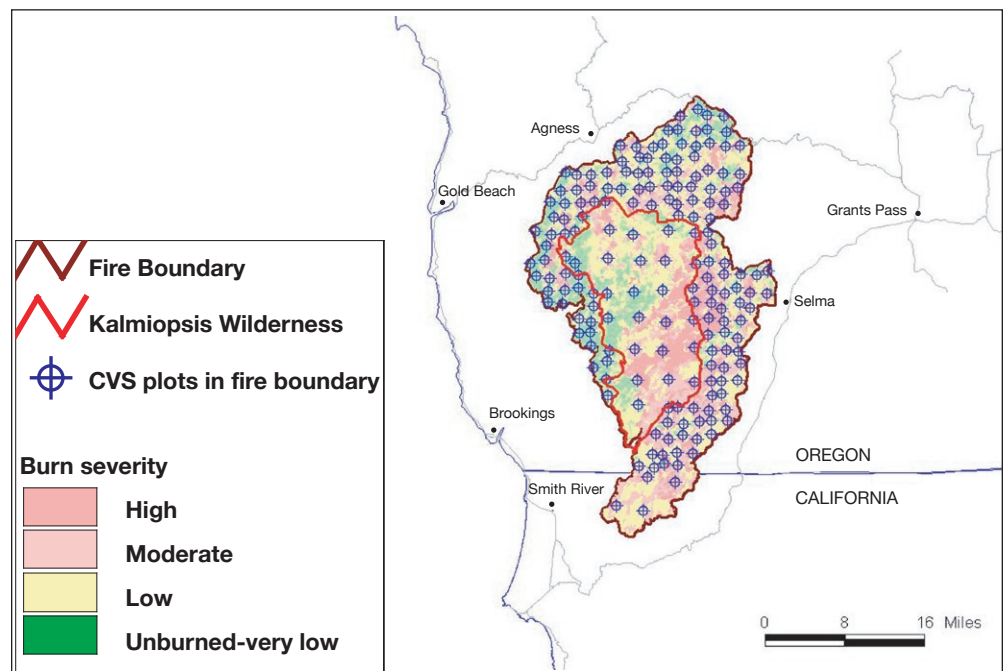 Agness
Gold Beach
Grants Pass
Fire Boundary
Kalmiopsis Wilderness
Selma
CVS plots in fire boundary
Brookings
Burn severity
OREGON
Smith River
CALIFORNIA
High
Moderate
Low
0 8 16 Miles
Unburned-very low